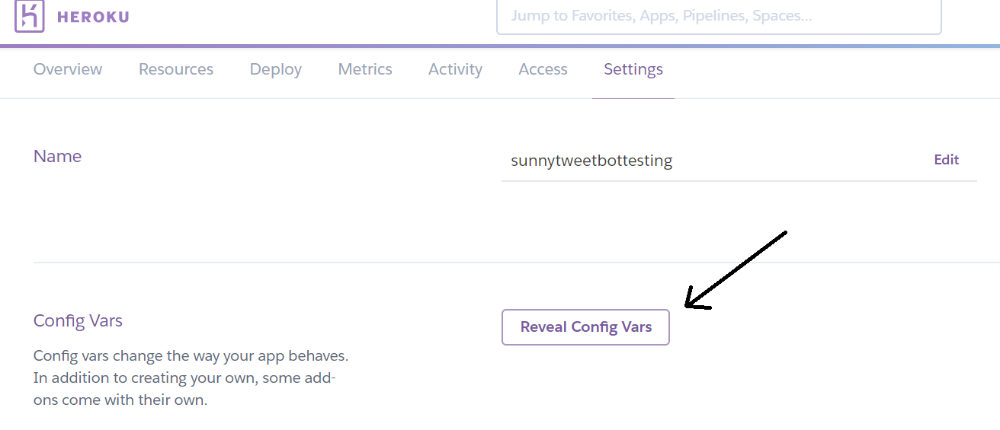 HEROKU
Jump to Favorites, Apps, Pipelines, Spaces...
Overview Resources Deploy Metrics Activity Access Settings
Name
sunnytweetbottesting Edit
Config Vars
Reveal Config Vars
Config vars change the way your app behaves.
In addition to creating your own, some add-
ons come with their own.